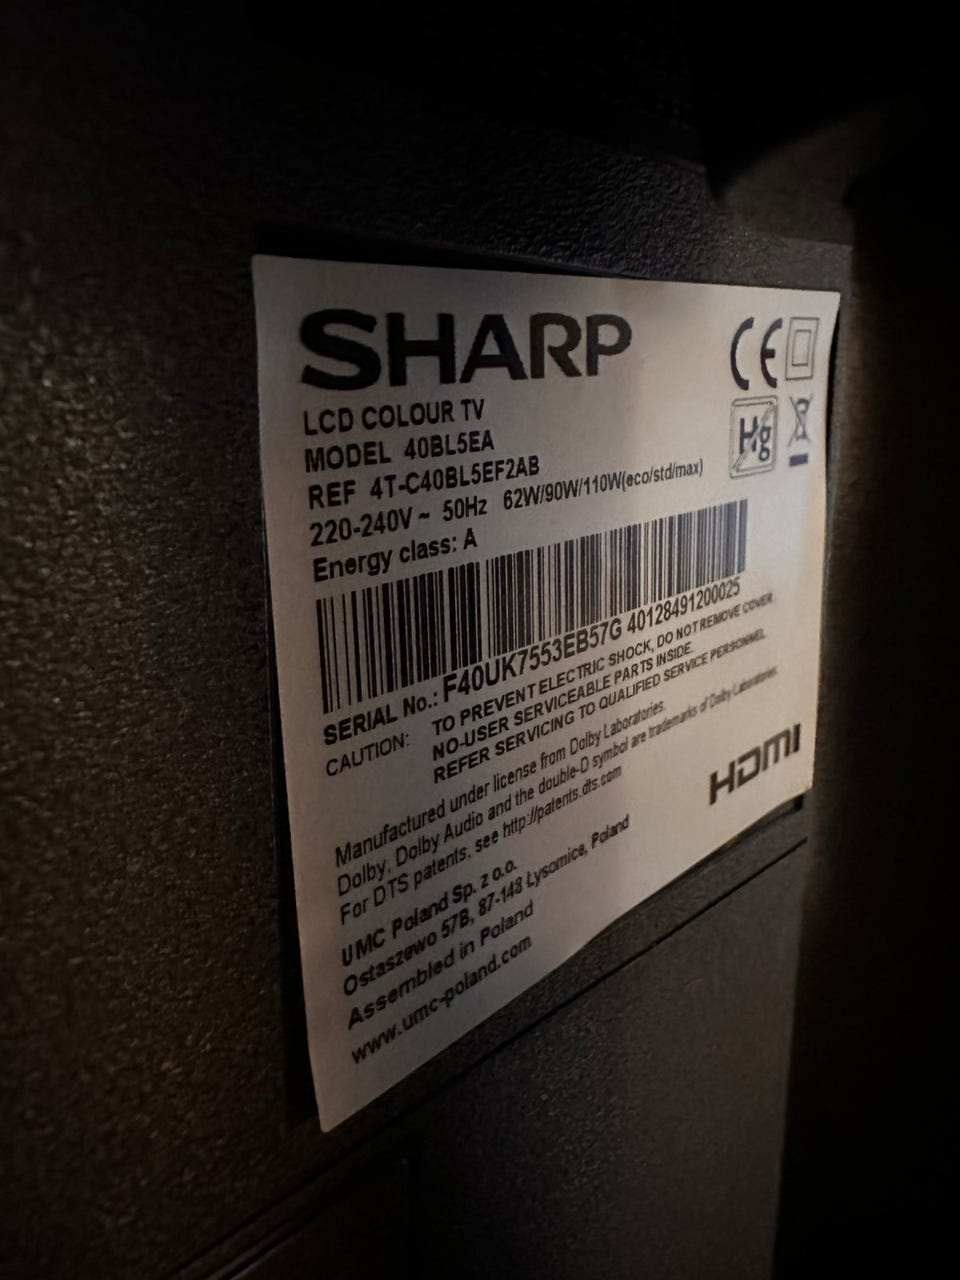 SHARP
CE
LCD COLOUR TV
MODEL 40BL5EA
Hg
REF 4T-C40BL5EF2AB
220-240V ~ 50Hz 62W/90W/110W(eco/std/max)
Energy class: A
SERIAL No.: F40UK7553EB57G 40128491200025
CAUTION: TO PREVENT ELECTRIC SHOCK, DO NOT REMOVE COVER.
NO-USER SERVICEABLE PARTS INSIDE.
REFER SERVICING TO QUALIFIED SERVICE PERSONNEL.
Manufactured under license from Dolby Laboratories.
Dolby, Dolby Audio and the double-D symbol are trademarks of Dolby Laboratories.
For DTS patents, see http://patents.dts.com
HDMI
UMC Poland Sp. z o.o.
Ostaszewo 57B, 87-148 Łysomice, Poland
Assembled in Poland
www.umc-poland.com